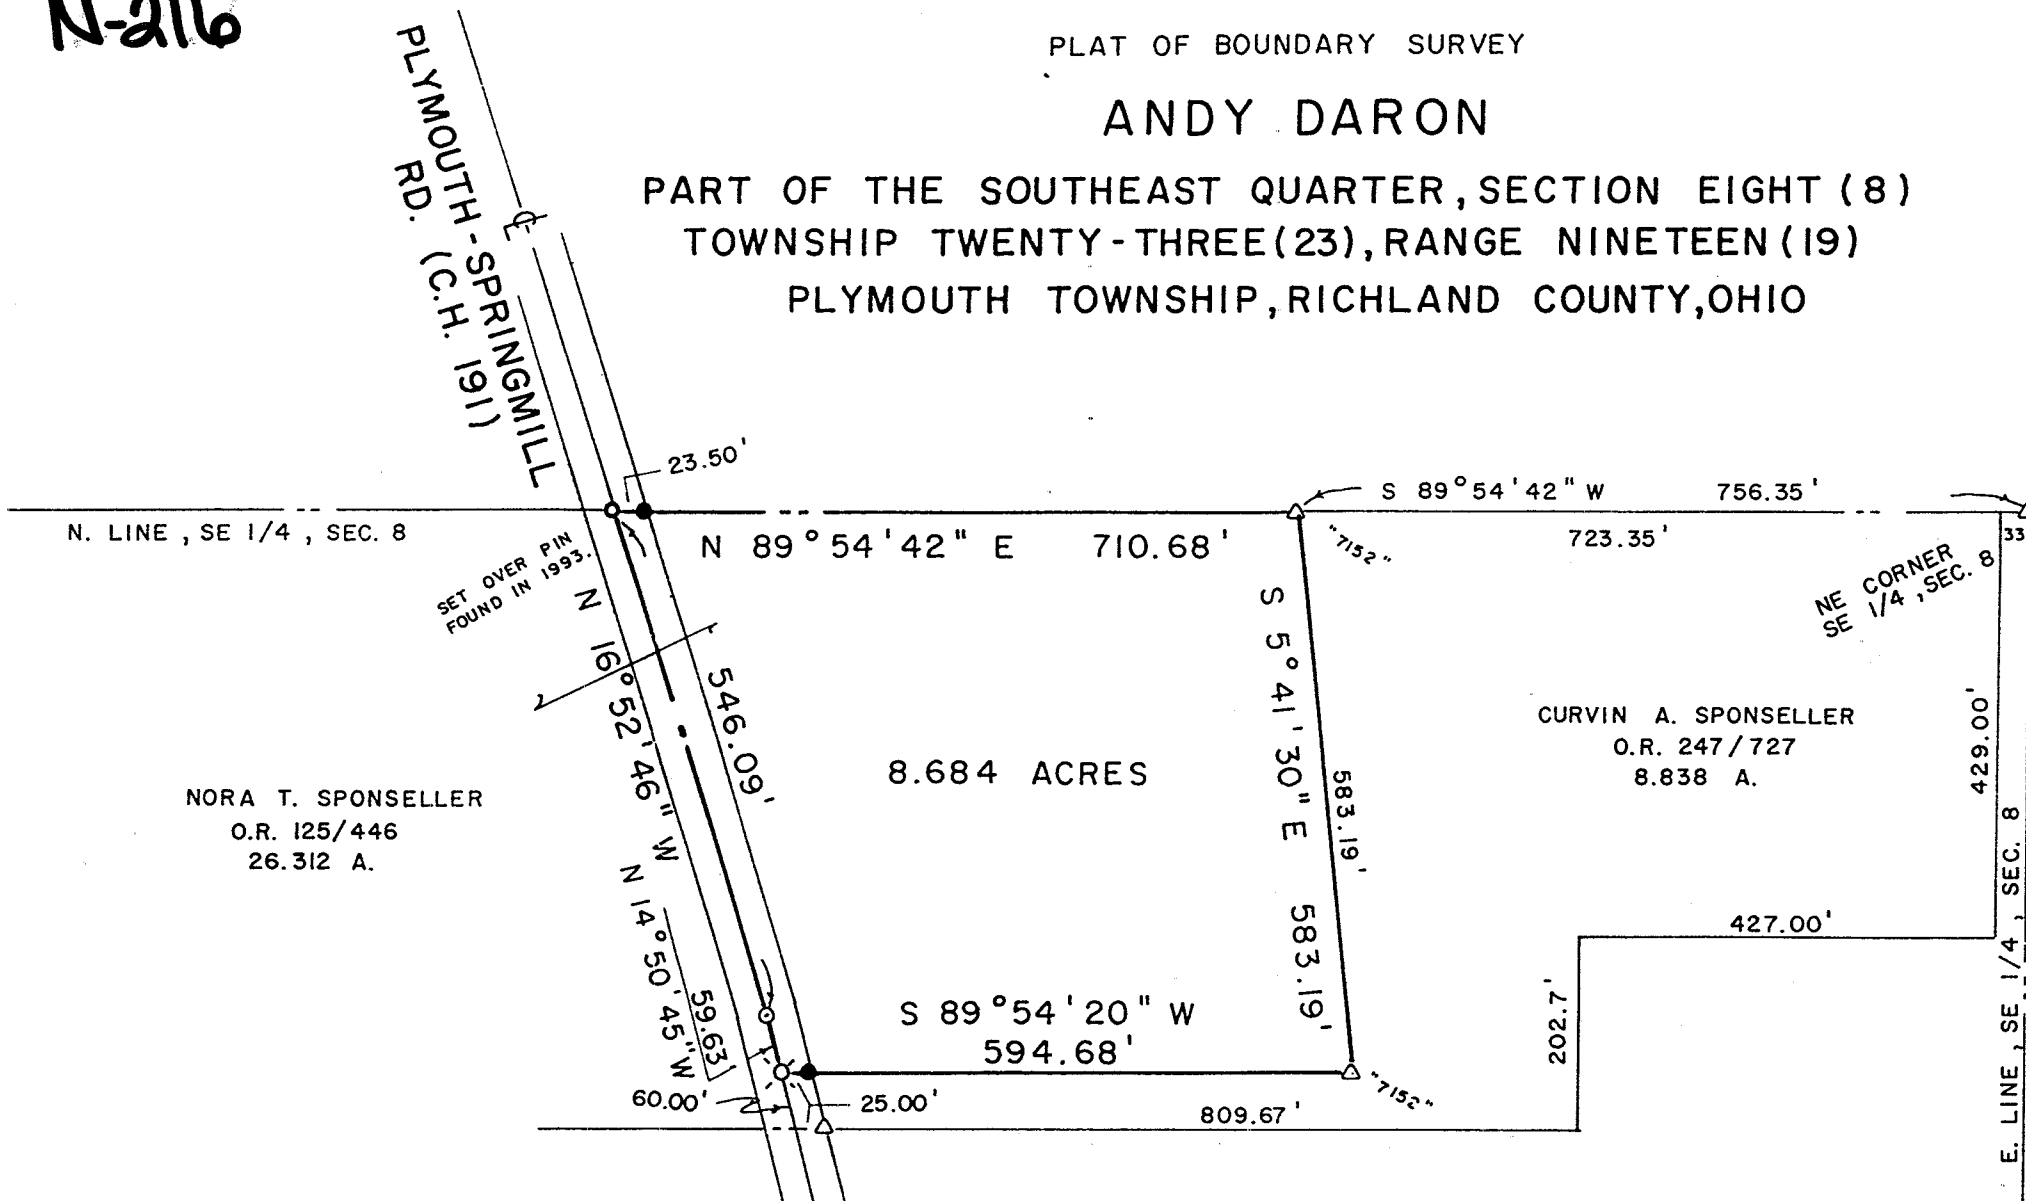 N-216
PLAT OF BOUNDARY SURVEY
ANDY DARON
PART OF THE SOUTHEAST QUARTER, SECTION EIGHT (8)
TOWNSHIP TWENTY-THREE (23), RANGE NINETEEN (19)
PLYMOUTH TOWNSHIP, RICHLAND COUNTY, OHIO
PLYMOUTH-SPRINGMILL
RD. (C.H. 191)
23.50'
S 89°54'42" W 756.35'
N. LINE, SE 1/4, SEC. 8
N 89°54'42" E 710.68'
"7152"
723.35'
33
SET OVER PIN
FOUND IN 1993.
NE CORNER
SE 1/4, SEC. 8
N 16°52'46" W
546.09'
S 5°41'30" E 583.19'
583.19'
8.684 ACRES
CURVIN A. SPONSELLER
O.R. 247/727
8.838 A.
429.00'
NORA T. SPONSELLER
O.R. 125/446
26.312 A.
N 14°50'45" W
59.63'
S 89°54'20" W
594.68'
427.00'
202.7'
E. LINE, SE 1/4, SEC. 8
60.00'
25.00'
809.67'
"7152"